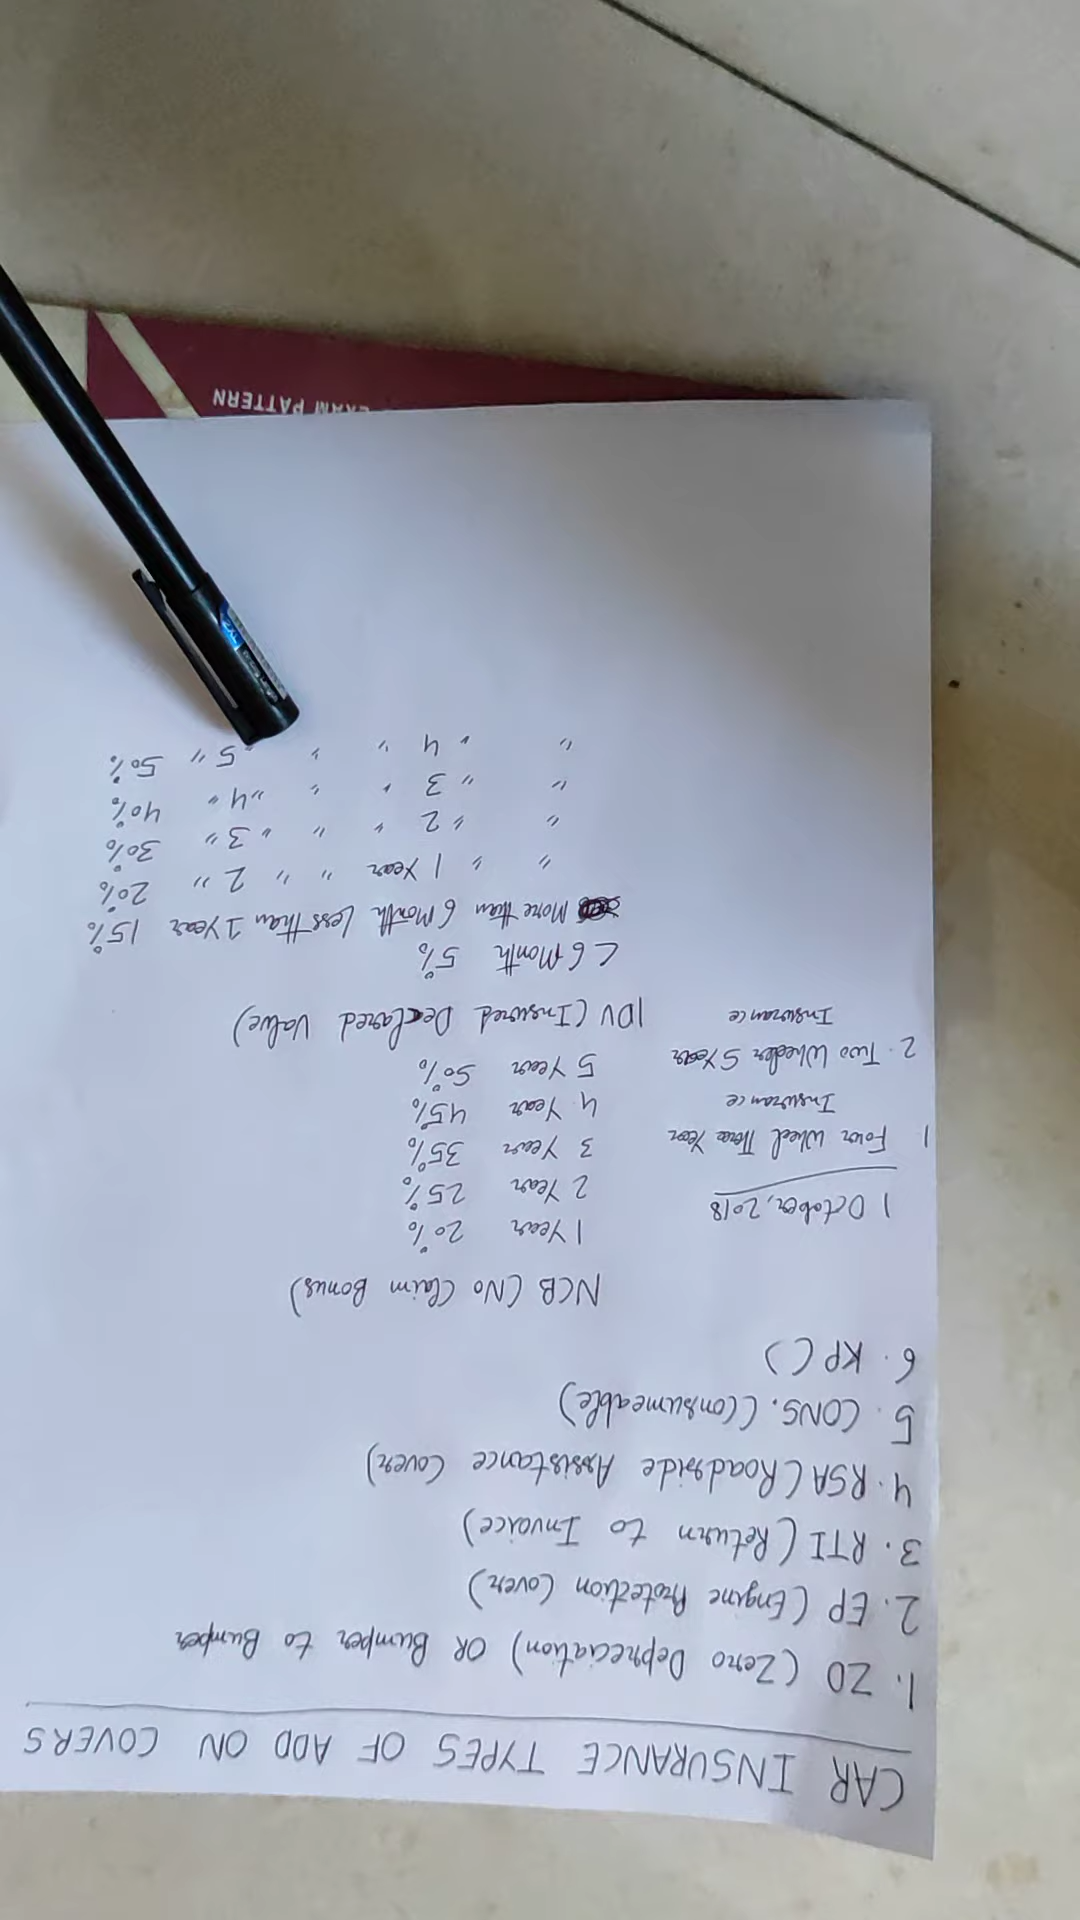 CAR INSURANCE TYPES OF ADD ON COVERS
1. ZD (Zero Depreciation) OR Bumper to Bumper
2. EP (Engine Protection Cover)
3. RTI (Return to Invoice)
4. RSA (Roadside Assistance Cover)
5. CONS. (Consumeable)
6. KP ( )
NCB (No Claim Bonus)
1 Year 20%
2 Year 25%
3 Year 35%
4 Year 45%
5 Year 50%
1 October, 2018
1 Four Wheel Three Year
Insurance
2. Two Wheeler 5 Year
Insurance
IDV (Insured Declared Value)
< 6 Month 5%
More than 6 Month Less than 1 Year 15%
" " 1 Year " " 2 " 20%
" " 2 " " " 3 " 30%
" " 3 " " " 4 " 40%
" " 4 " " " 5 " 50%
EXAM PATTERN